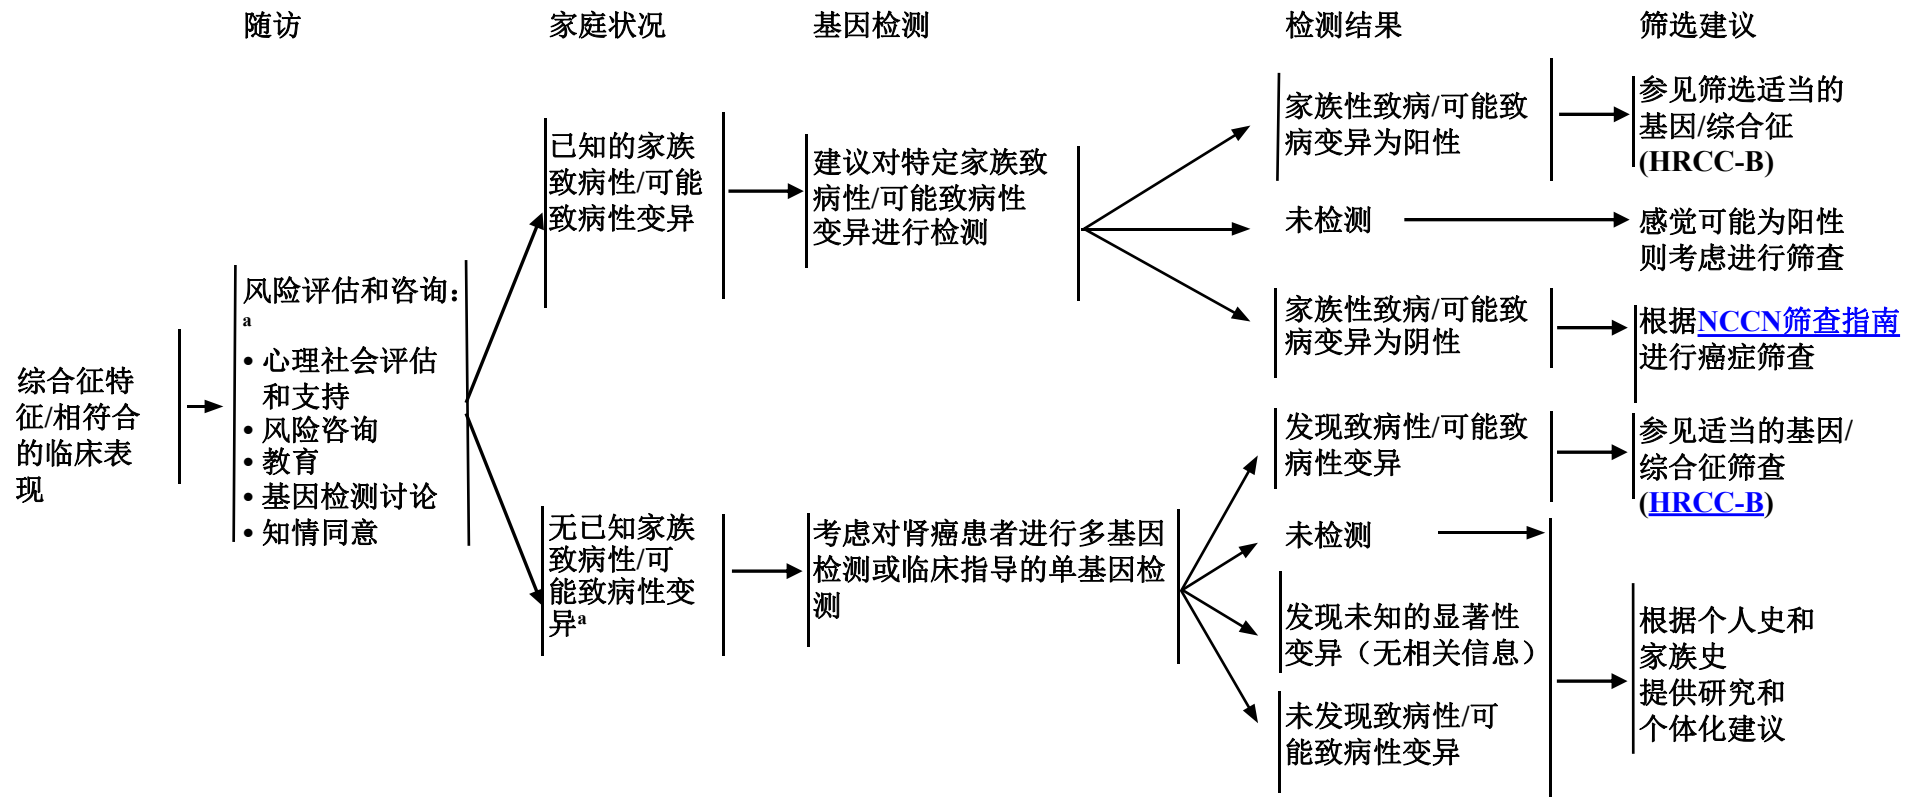 随访
家庭状况
基因检测
检测结果
筛选建议
综合征特
征/相符合
的临床表
现
风险评估和咨询：
a
• 心理社会评估
和支持
• 风险咨询
• 教育
• 基因检测讨论
• 知情同意
已知的家族
致病性/可能
致病性变异
建议对特定家族致
病性/可能致病性
变异进行检测
家族性致病/可能致
病变异为阳性
参见筛选适当的
基因/综合征
(HRCC-B)
未检测
感觉可能为阳性
则考虑进行筛查
家族性致病/可能致
病变异为阴性
根据NCCN筛查指南
进行癌症筛查
无已知家族
致病性/可
能致病性变
异a
考虑对肾癌患者进行多基因
检测或临床指导的单基因检
测
发现致病性/可能致
病性变异
参见适当的基因/
综合征筛查
(HRCC-B)
未检测
发现未知的显著性
变异（无相关信息）
未发现致病性/可
能致病性变异
根据个人史和
家族史
提供研究和
个体化建议